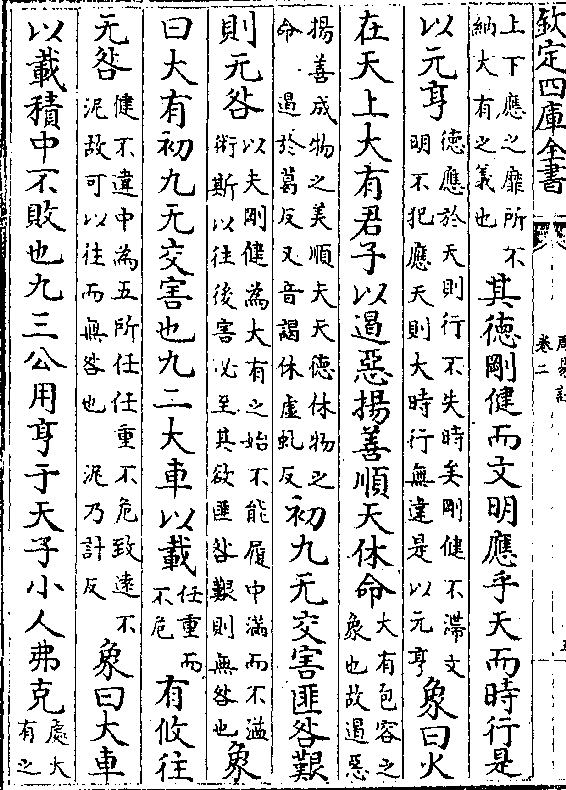 欽定四庫全書
卷二
上下應之靡所不納大有之義也其徳剛健而文明應乎天而時行是
以元亨德應於天則行不失時矣剛健不滯文明不犯應天則大時行無違是以元亨象曰火
在天上大有君子以遏惡揚善順天休命大有包容之象也故遏惡
揚善成物之美順夫天德休物之命 遏於葛反又音謁休虚虬反初九无交害匪咎艱
則无咎以夫剛健為大有之始不能履中滿而不溢術斯以往後害必至其欲匪咎艱則無咎也象
曰大有初九无交害也九二大車以載任重而不危有攸往
无咎健不違中為五所任任重不危致遠不泥故可以往而無咎也 泥乃計反象曰大車
以載積中不敗也九三公用亨于天子小人弗克處大有之